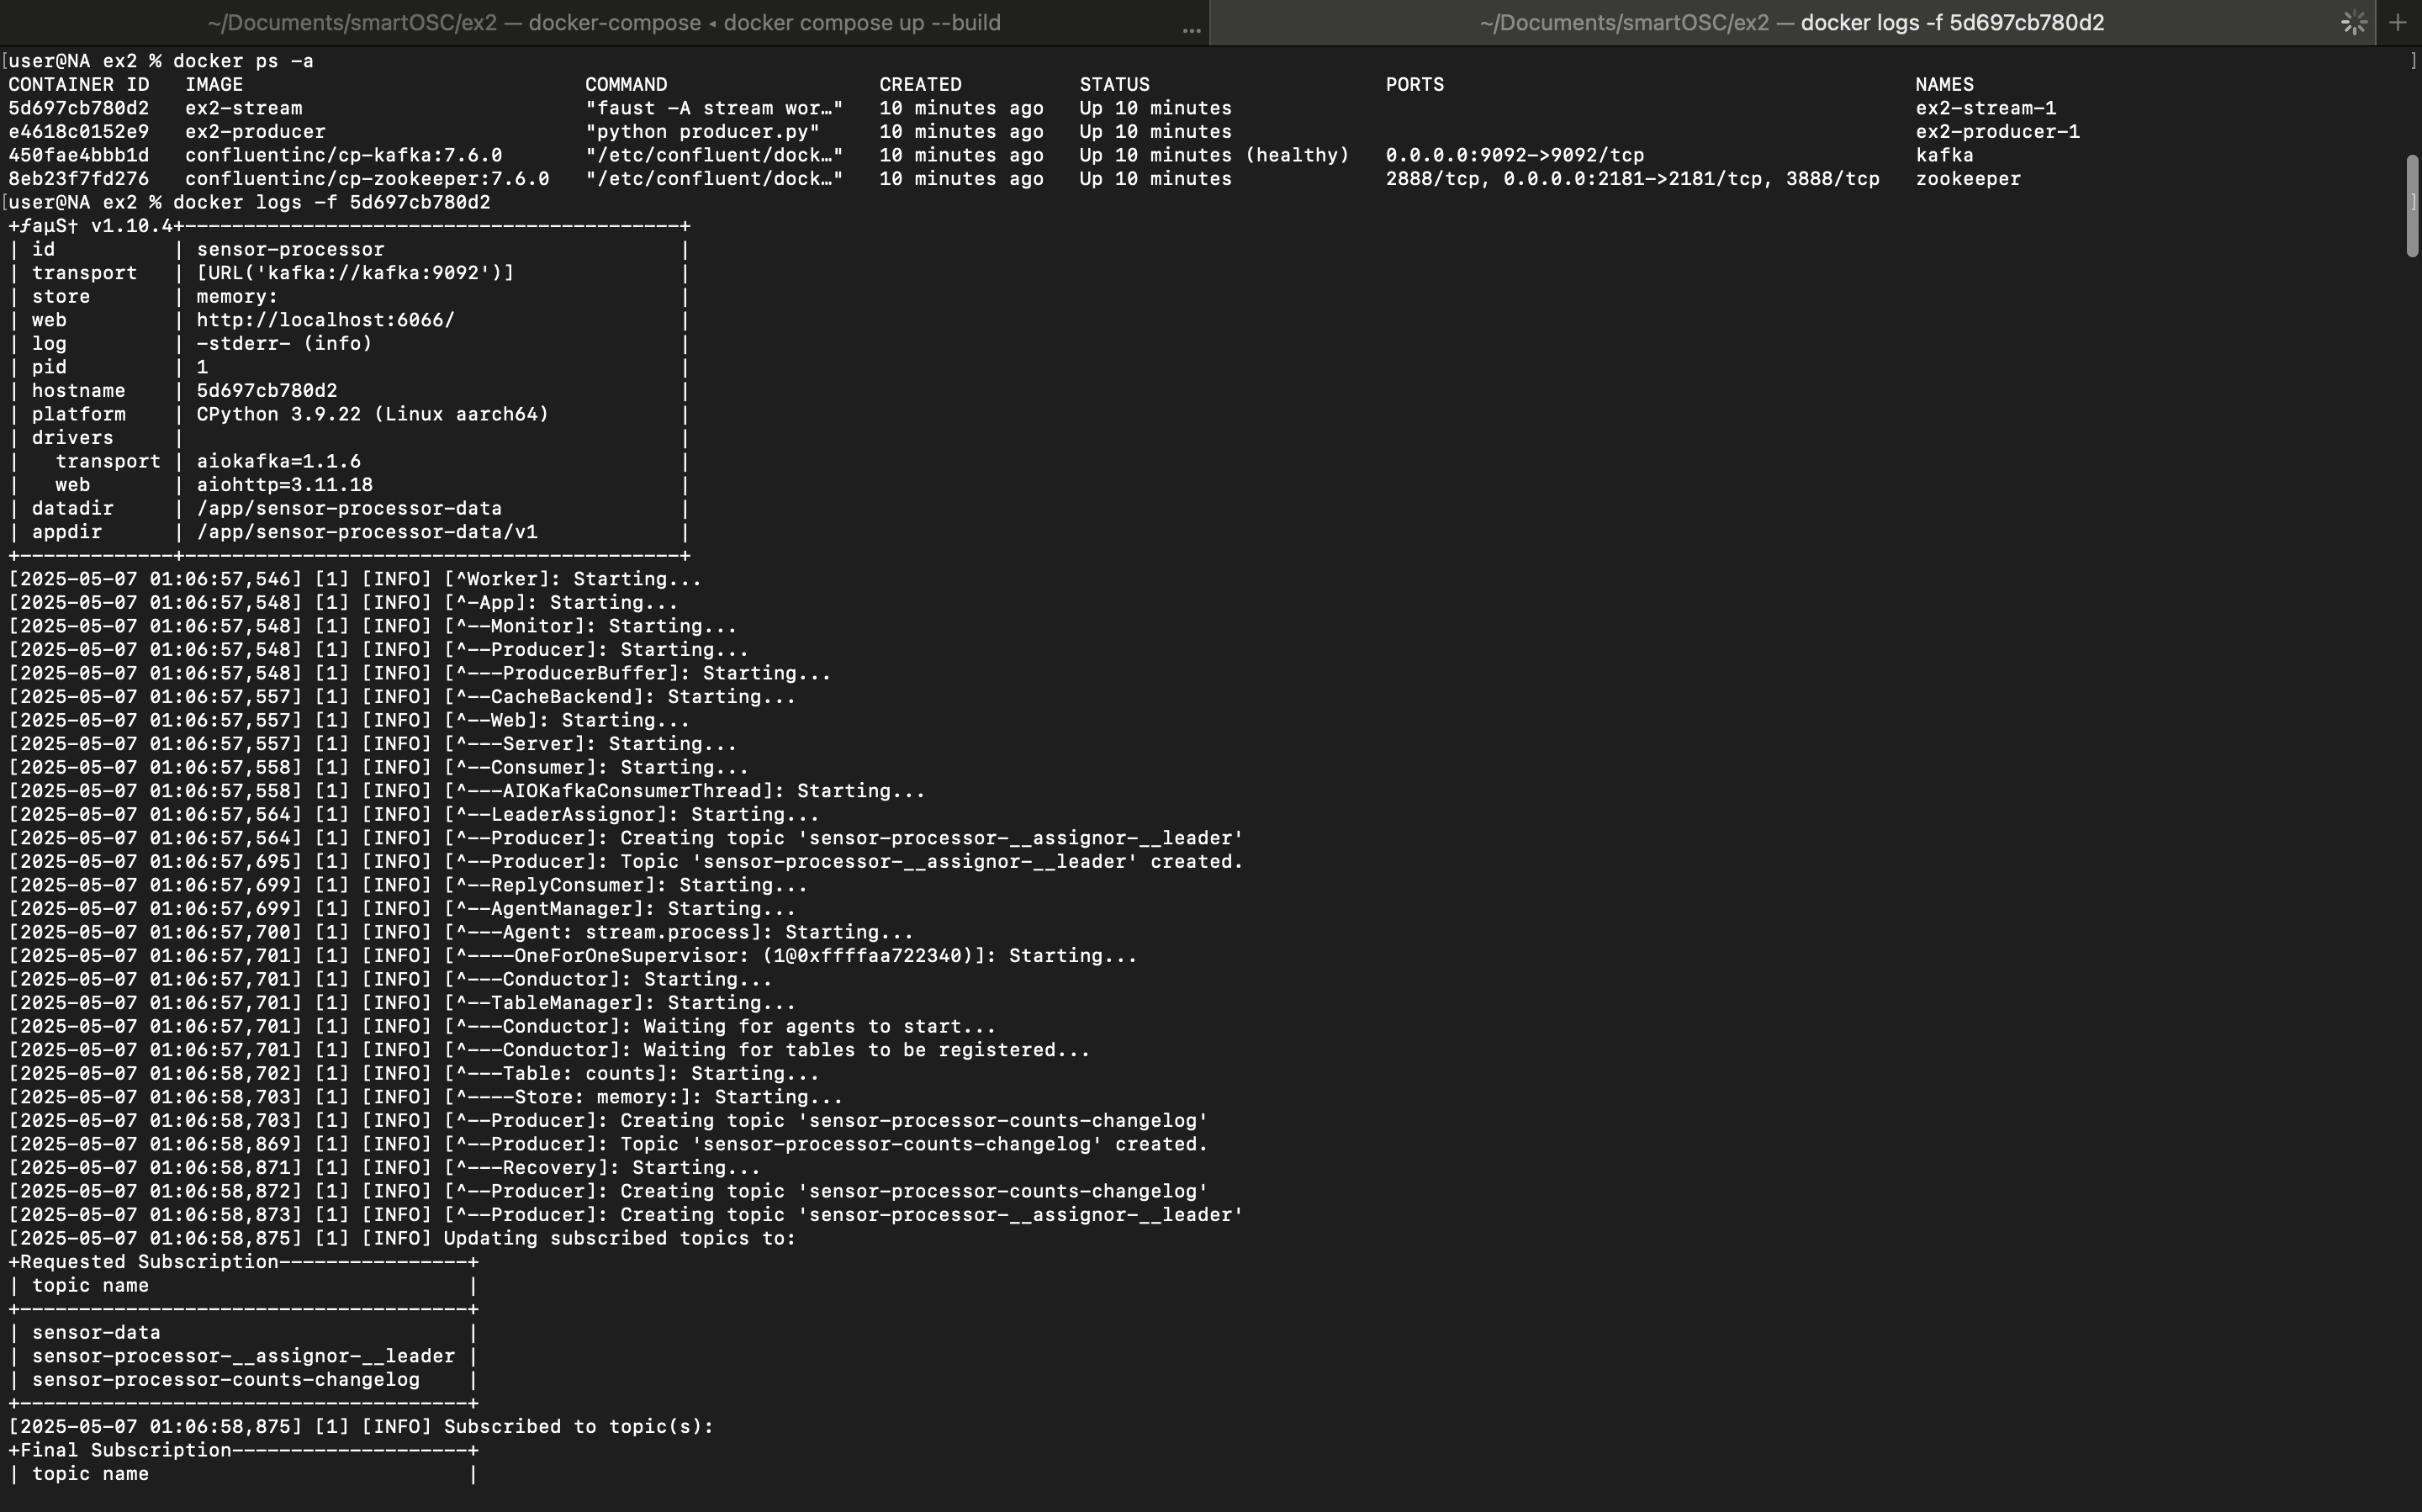 ~/Documents/smartOSC/ex2 — docker-compose ◂ docker compose up --build ... ~/Documents/smartOSC/ex2 — docker logs -f 5d697cb780d2 +
[user@NA ex2 % docker ps -a ]
CONTAINER ID   IMAGE                             COMMAND                  CREATED          STATUS                    PORTS                                        NAMES
5d697cb780d2   ex2-stream                        "faust -A stream wor…"   10 minutes ago   Up 10 minutes                                                          ex2-stream-1
e4618c0152e9   ex2-producer                      "python producer.py"     10 minutes ago   Up 10 minutes                                                          ex2-producer-1
450fae4bbb1d   confluentinc/cp-kafka:7.6.0       "/etc/confluent/dock…"   10 minutes ago   Up 10 minutes (healthy)   0.0.0.0:9092->9092/tcp                       kafka
8eb23f7fd276   confluentinc/cp-zookeeper:7.6.0   "/etc/confluent/dock…"   10 minutes ago   Up 10 minutes             2888/tcp, 0.0.0.0:2181->2181/tcp, 3888/tcp   zookeeper
[user@NA ex2 % docker logs -f 5d697cb780d2 ]
+ƒaµS† v1.10.4+------------------------------------------+
| id          | sensor-processor                         |
| transport   | [URL('kafka://kafka:9092')]              |
| store       | memory:                                  |
| web         | http://localhost:6066/                   |
| log         | -stderr- (info)                          |
| pid         | 1                                        |
| hostname    | 5d697cb780d2                             |
| platform    | CPython 3.9.22 (Linux aarch64)           |
| drivers     |                                          |
|   transport | aiokafka=1.1.6                           |
|   web       | aiohttp=3.11.18                          |
| datadir     | /app/sensor-processor-data               |
| appdir      | /app/sensor-processor-data/v1            |
+-------------+------------------------------------------+
[2025-05-07 01:06:57,546] [1] [INFO] [^Worker]: Starting...
[2025-05-07 01:06:57,548] [1] [INFO] [^-App]: Starting...
[2025-05-07 01:06:57,548] [1] [INFO] [^--Monitor]: Starting...
[2025-05-07 01:06:57,548] [1] [INFO] [^--Producer]: Starting...
[2025-05-07 01:06:57,548] [1] [INFO] [^---ProducerBuffer]: Starting...
[2025-05-07 01:06:57,557] [1] [INFO] [^--CacheBackend]: Starting...
[2025-05-07 01:06:57,557] [1] [INFO] [^--Web]: Starting...
[2025-05-07 01:06:57,557] [1] [INFO] [^---Server]: Starting...
[2025-05-07 01:06:57,558] [1] [INFO] [^--Consumer]: Starting...
[2025-05-07 01:06:57,558] [1] [INFO] [^---AIOKafkaConsumerThread]: Starting...
[2025-05-07 01:06:57,564] [1] [INFO] [^--LeaderAssignor]: Starting...
[2025-05-07 01:06:57,564] [1] [INFO] [^--Producer]: Creating topic 'sensor-processor-__assignor-__leader'
[2025-05-07 01:06:57,695] [1] [INFO] [^--Producer]: Topic 'sensor-processor-__assignor-__leader' created.
[2025-05-07 01:06:57,699] [1] [INFO] [^--ReplyConsumer]: Starting...
[2025-05-07 01:06:57,699] [1] [INFO] [^--AgentManager]: Starting...
[2025-05-07 01:06:57,700] [1] [INFO] [^---Agent: stream.process]: Starting...
[2025-05-07 01:06:57,701] [1] [INFO] [^----OneForOneSupervisor: (1@0xffffaa722340)]: Starting...
[2025-05-07 01:06:57,701] [1] [INFO] [^---Conductor]: Starting...
[2025-05-07 01:06:57,701] [1] [INFO] [^--TableManager]: Starting...
[2025-05-07 01:06:57,701] [1] [INFO] [^---Conductor]: Waiting for agents to start...
[2025-05-07 01:06:57,701] [1] [INFO] [^---Conductor]: Waiting for tables to be registered...
[2025-05-07 01:06:58,702] [1] [INFO] [^---Table: counts]: Starting...
[2025-05-07 01:06:58,703] [1] [INFO] [^----Store: memory:]: Starting...
[2025-05-07 01:06:58,703] [1] [INFO] [^--Producer]: Creating topic 'sensor-processor-counts-changelog'
[2025-05-07 01:06:58,869] [1] [INFO] [^--Producer]: Topic 'sensor-processor-counts-changelog' created.
[2025-05-07 01:06:58,871] [1] [INFO] [^---Recovery]: Starting...
[2025-05-07 01:06:58,872] [1] [INFO] [^--Producer]: Creating topic 'sensor-processor-counts-changelog'
[2025-05-07 01:06:58,873] [1] [INFO] [^--Producer]: Creating topic 'sensor-processor-__assignor-__leader'
[2025-05-07 01:06:58,875] [1] [INFO] Updating subscribed topics to:
+Requested Subscription----------------+
| topic name                           |
+--------------------------------------+
| sensor-data                          |
| sensor-processor-__assignor-__leader |
| sensor-processor-counts-changelog    |
+--------------------------------------+
[2025-05-07 01:06:58,875] [1] [INFO] Subscribed to topic(s):
+Final Subscription--------------------+
| topic name                           |